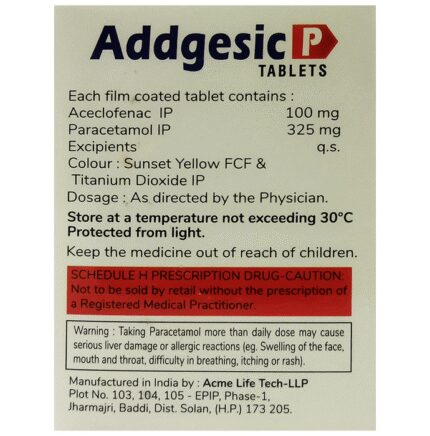 Addgesic P
TABLETS
Each film coated tablet contains :
Aceclofenac IP 100 mg
Paracetamol IP 325 mg
Excipients q.s.
Colour : Sunset Yellow FCF &
Titanium Dioxide IP
Dosage : As directed by the Physician.
Store at a temperature not exceeding 30°C
Protected from light.
Keep the medicine out of reach of children.
SCHEDULE H PRESCRIPTION DRUG-CAUTION:
Not to be sold by retail without the prescription of
a Registered Medical Practitioner.
Warning : Taking Paracetamol more than daily dose may cause
serious liver damage or allergic reactions (eg. Swelling of the face,
mouth and throat, difficulty in breathing, itching or rash).
Manufactured in India by : Acme Life Tech-LLP
Plot No. 103, 104, 105 - EPIP, Phase-1,
Jharmajri, Baddi, Dist. Solan, (H.P.) 173 205.